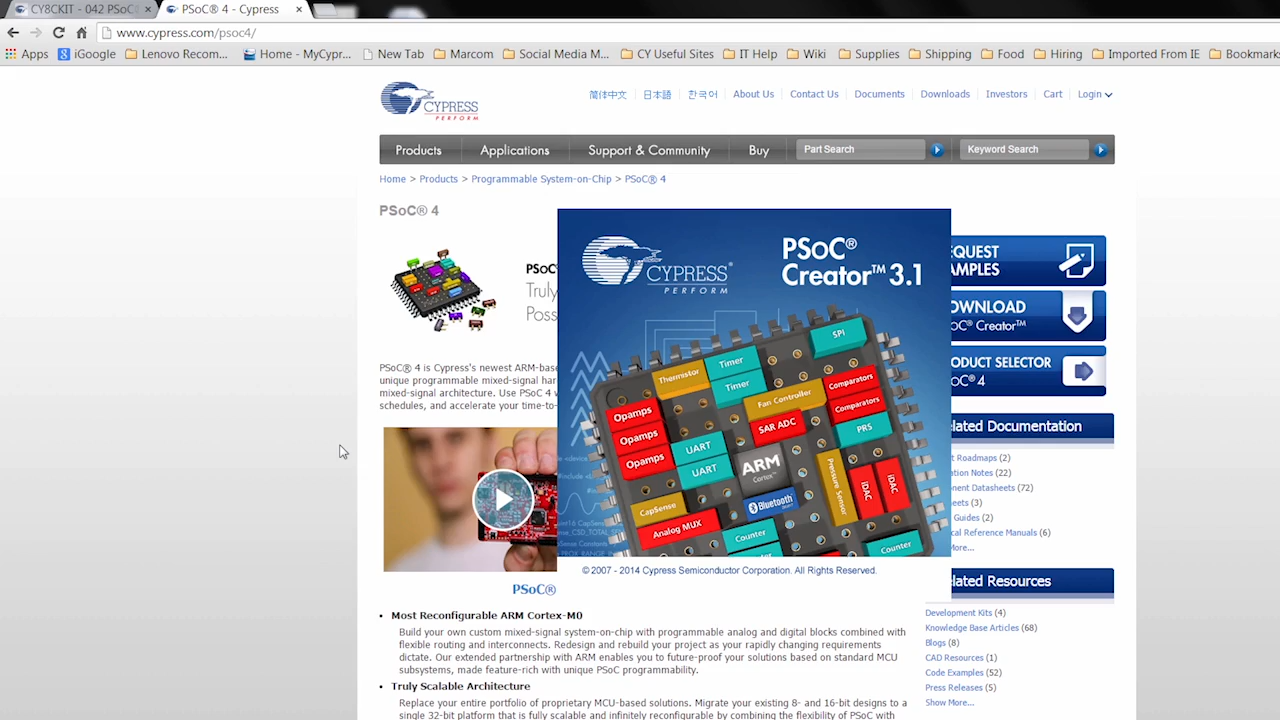 CY8CKIT - 042 PSoC
PSoC® 4 - Cypress
www.cypress.com/psoc4/
Apps iGoogle Lenovo Recom... Home - MyCypr... New Tab Marcom Social Media M... CY Useful Sites IT Help Wiki Supplies Shipping Food Hiring Imported From IE Bookmark
CYPRESS
PERFORM
简体中文 日本語 한국어 About Us Contact Us Documents Downloads Investors Cart Login
Products Applications Support & Community Buy Part Search Keyword Search
Home > Products > Programmable System-on-Chip > PSoC® 4
PSoC® 4
PSoC
Truly
Poss
PSoC® 4 is Cypress's newest ARM-base
unique programmable mixed-signal har
mixed-signal architecture. Use PSoC 4
schedules, and accelerate your time-to-
PSoC®
CYPRESS®
PERFORM
PSoC®
Creator™ 3.1
SPI
Timer
Thermistor
Timer
Comparators
Fan Controller
Opamps
Comparators
SAR ADC
Opamps
PRS
UART
Opamps
UART
ARM
Cortex™
Pressure Sensor
iDAC
iDAC
CapSense
Bluetooth
Analog MUX
Counter
Counter
© 2007 - 2014 Cypress Semiconductor Corporation. All Rights Reserved.
EQUEST
AMPLES
OWNLOAD
oC® Creator™
ODUCT SELECTOR
oC® 4
lated Documentation
t Roadmaps (2)
ntion Notes (22)
nent Datasheets (72)
eets (3)
Guides (2)
cal Reference Manuals (6)
More...
lated Resources
Development Kits (4)
Knowledge Base Articles (68)
Blogs (8)
CAD Resources (1)
Code Examples (52)
Press Releases (5)
Show More...
• Most Reconfigurable ARM Cortex-M0
Build your own custom mixed-signal system-on-chip with programmable analog and digital blocks combined with
flexible routing and interconnects. Redesign and rebuild your project as your rapidly changing requirements
dictate. Our extended partnership with ARM enables you to future-proof your solutions based on standard MCU
subsystems, made feature-rich with unique PSoC programmability.
• Truly Scalable Architecture
Replace your entire portfolio of proprietary MCU-based solutions. Migrate your existing 8- and 16-bit designs to a
single 32-bit platform that is fully scalable and infinitely reconfigurable by combining the flexibility of PSoC with